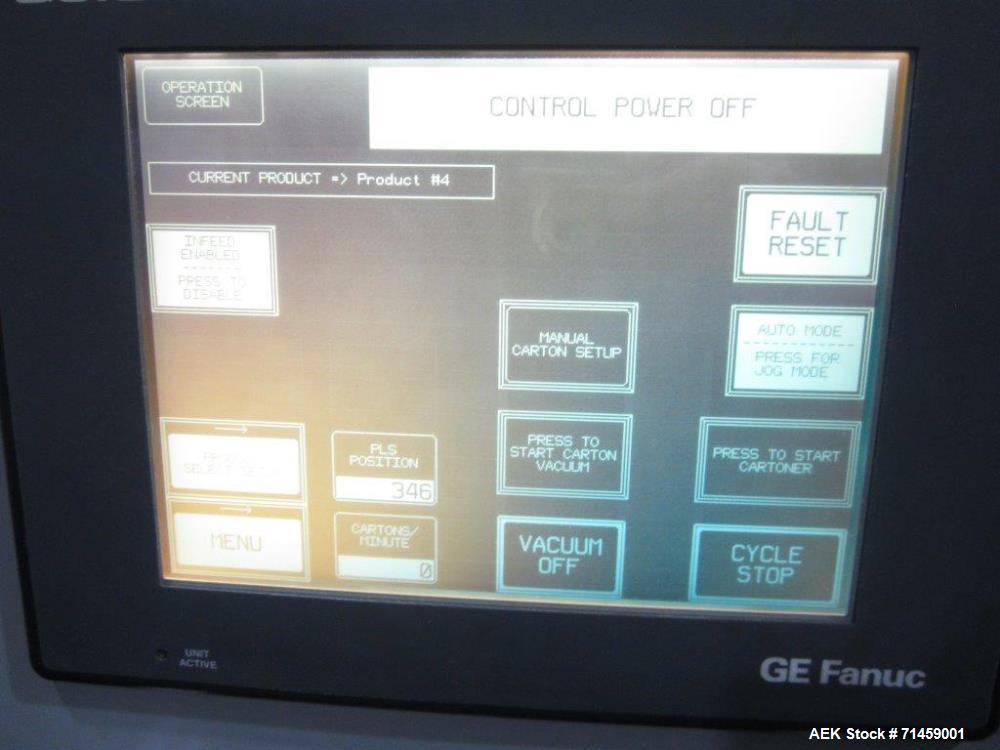 OPERATION
SCREEN
CONTROL POWER OFF
CURRENT PRODUCT => Product #4
INFEED
ENABLED
-------
PRESS TO
DISABLE
FAULT
RESET
MANUAL
CARTON SETUP
AUTO MODE
PRESS FOR
JOG MODE
SELECT
PLS
POSITION
346
PRESS TO
START CARTON
VACUUM
PRESS TO START
CARTONER
MENU
CARTONS/
MINUTE
0
VACUUM
OFF
CYCLE
STOP
UNIT
ACTIVE
GE Fanuc
AEK Stock # 71459001